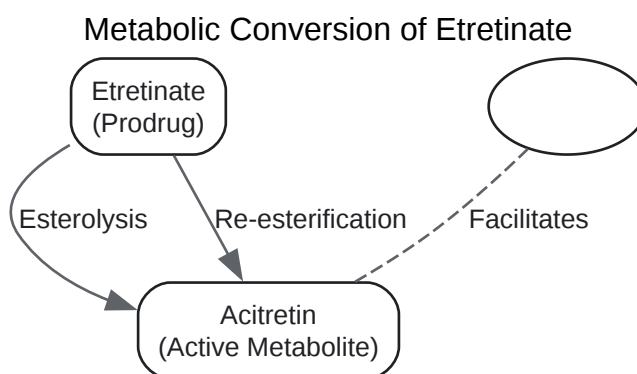 Metabolic Conversion of Etretinate
Etretinate
(Prodrug)
Esterolysis
Re-esterification
Facilitates
Acitretin
(Active Metabolite)